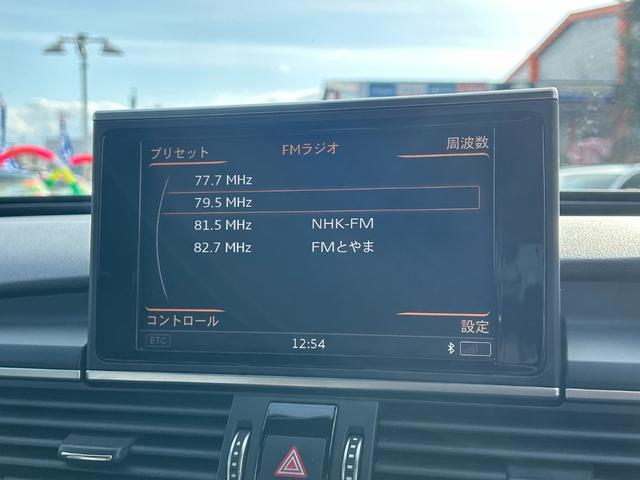 プリセット FMラジオ 周波数
77.7 MHz
79.5 MHz
81.5 MHz NHK-FM
82.7 MHz FMとやま
コントロール 設定
ETC 12:54